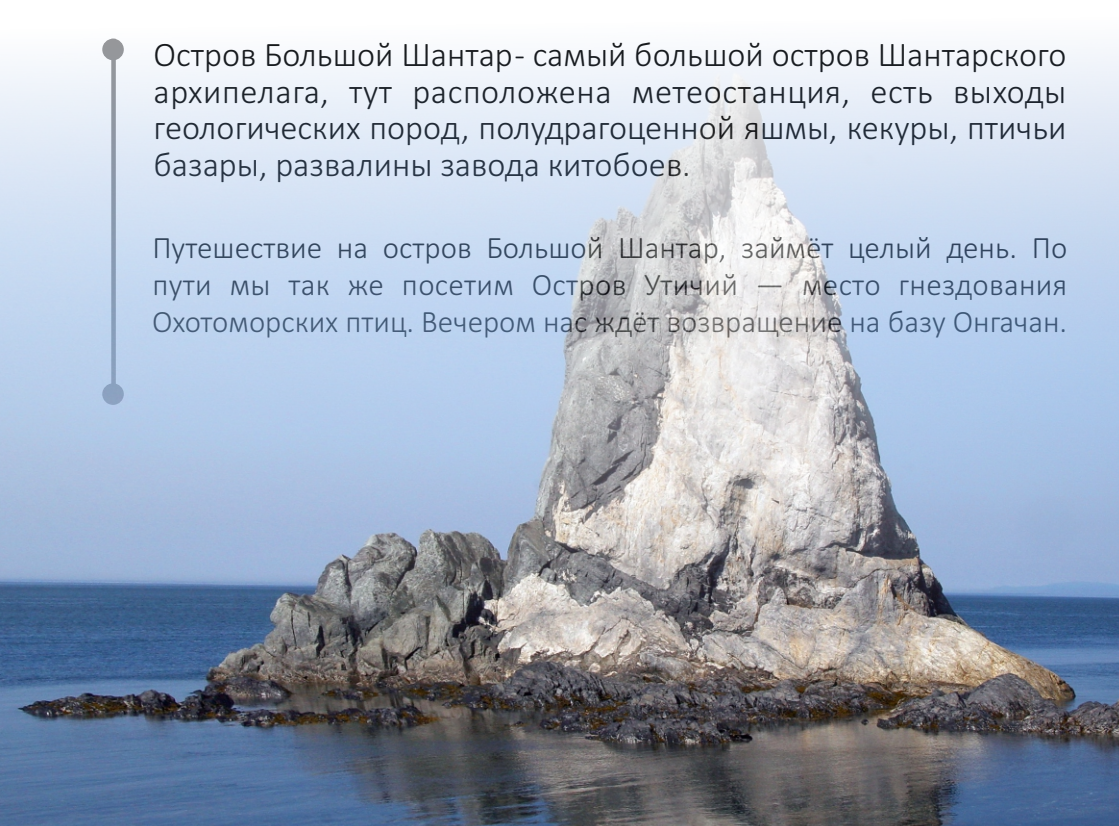 Остров Большой Шантар- самый большой остров Шантарского
архипелага, тут расположена метеостанция, есть выходы
геологических пород, полудрагоценной яшмы, кекуры, птичьи
базары, развалины завода китобоев.
Путешествие на остров Большой Шантар, займёт целый день. По
пути мы так же посетим Остров Утичий — место гнездования
Охотоморских птиц. Вечером нас ждёт возвращение на базу Онгачан.